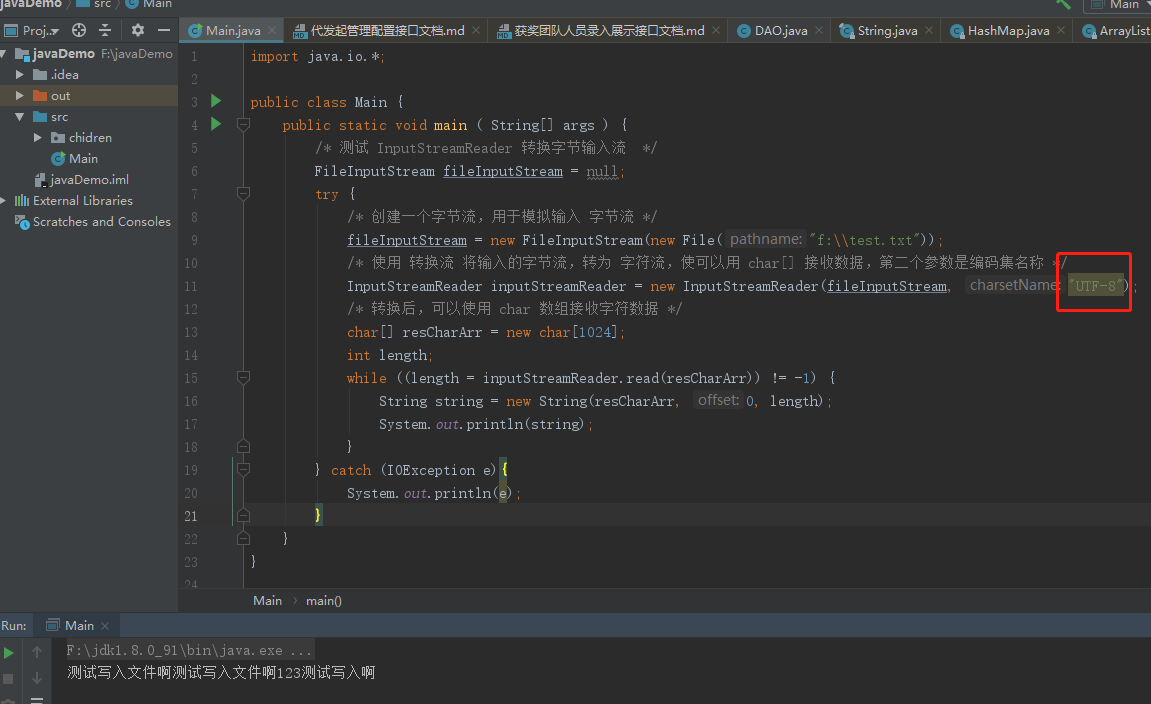 javaDemo src Main Main
Proj... Main.java 代发起管理配置接口文档.md 获奖团队人员录入展示接口文档.md DAO.java String.java HashMap.java ArrayList
javaDemo F:\javaDemo
.idea
out
src
chidren
Main
javaDemo.iml
External Libraries
Scratches and Consoles
1 import java.io.*;
2
3 public class Main {
4 public static void main ( String[] args ) {
5 /* 测试 InputStreamReader 转换字节输入流 */
6 FileInputStream fileInputStream = null;
7 try {
8 /* 创建一个字节流，用于模拟输入 字节流 */
9 fileInputStream = new FileInputStream(new File( pathname: "f:\\test.txt"));
10 /* 使用 转换流 将输入的字节流，转为 字符流，使可以用 char[] 接收数据，第二个参数是编码集名称 */
11 InputStreamReader inputStreamReader = new InputStreamReader(fileInputStream, charsetName: "UTF-8");
12 /* 转换后，可以使用 char 数组接收字符数据 */
13 char[] resCharArr = new char[1024];
14 int length;
15 while ((length = inputStreamReader.read(resCharArr)) != -1) {
16 String string = new String(resCharArr, offset: 0, length);
17 System.out.println(string);
18 }
19 } catch (IOException e){
20 System.out.println(e);
21 }
22 }
23 }
24
Main main()
Run: Main
F:\jdk1.8.0_91\bin\java.exe ...
测试写入文件啊测试写入文件啊123测试写入啊